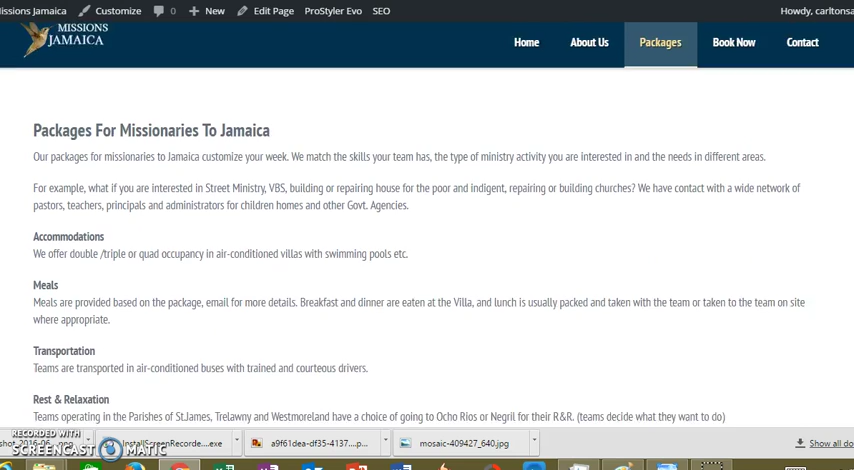 issions Jamaica Customize 0 New Edit Page ProStyler Evo SEO Howdy, carltonsa
MISSIONS
JAMAICA
Home About Us Packages Book Now Contact
Packages For Missionaries To Jamaica
Our packages for missionaries to Jamaica customize your week. We match the skills your team has, the type of ministry activity you are interested in and the needs in different areas.
For example, what if you are interested in Street Ministry, VBS, building or repairing house for the poor and indigent, repairing or building churches? We have contact with a wide network of
pastors, teachers, principals and administrators for children homes and other Govt. Agencies.
Accommodations
We offer double /triple or quad occupancy in air-conditioned villas with swimming pools etc.
Meals
Meals are provided based on the package, email for more details. Breakfast and dinner are eaten at the Villa, and lunch is usually packed and taken with the team or taken to the team on site
where appropriate.
Transportation
Teams are transported in air-conditioned buses with trained and courteous drivers.
Rest & Relaxation
Teams operating in the Parishes of St.James, Trelawny and Westmoreland have a choice of going to Ocho Rios or Negril for their R&R. (teams decide what they want to do)
RECORDED WITH
SCREENCAST MATIC
shot_2016-06... .png InstallScreenRecorde....exe a9f61dea-df35-4137....p... mosaic-409427_640.jpg Show all do